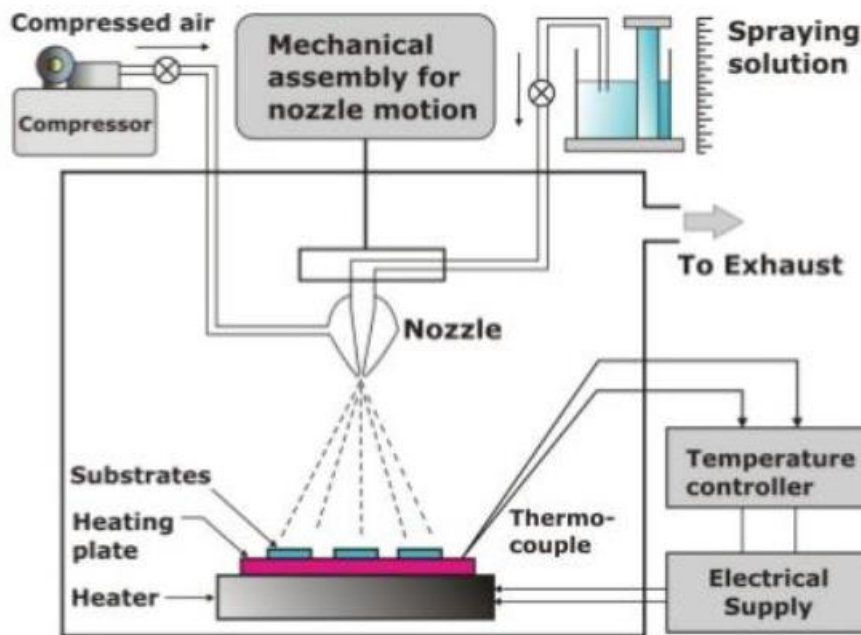 Compressed air
Compressor
Mechanical
assembly for
nozzle motion
Spraying
solution
To Exhaust
Nozzle
Substrates
Heating
plate
Heater
Thermo-
couple
Temperature
controller
Electrical
Supply